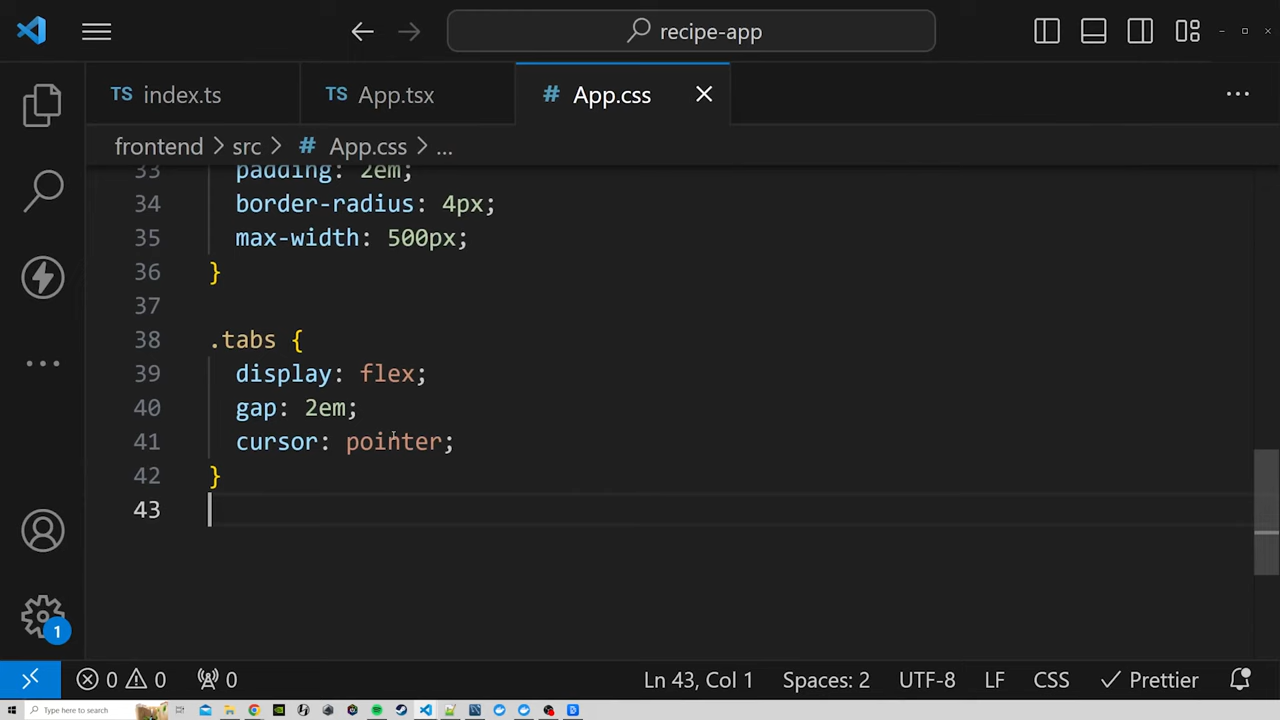 recipe-app
TS index.ts
TS App.tsx
# App.css
frontend > src > # App.css > ...
33 padding: 2em;
34 border-radius: 4px;
35 max-width: 500px;
36 }
37
38 .tabs {
39 display: flex;
40 gap: 2em;
41 cursor: pointer;
42 }
43
1
0 0 0 Ln 43, Col 1 Spaces: 2 UTF-8 LF CSS Prettier
Type here to search